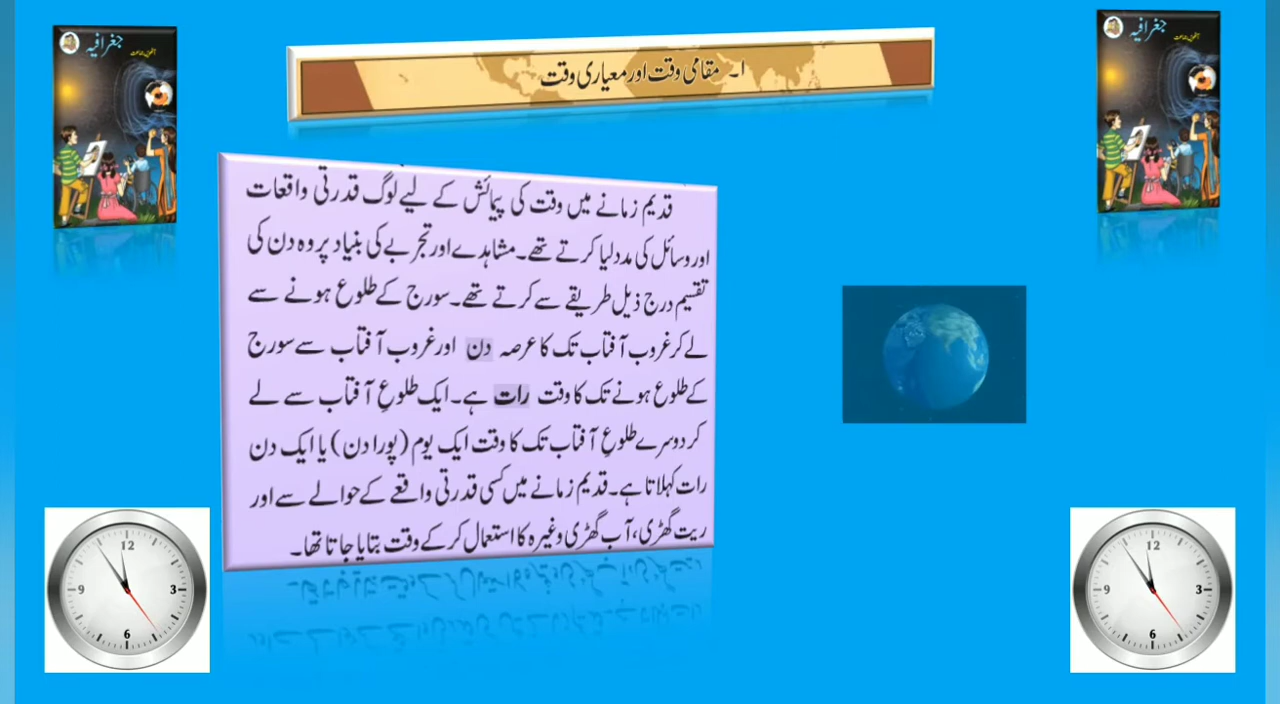 جغرافیہ
آٹھویں جماعت
جغرافیہ
آٹھویں جماعت
۱۔ مقامی وقت اور معیاری وقت
قدیم زمانے میں وقت کی پیمائش کے لیے لوگ قدرتی واقعات
اور وسائل کی مدد لیا کرتے تھے۔ مشاہدے اور تجربے کی بنیاد پر وہ دن کی
تقسیم درج ذیل طریقے سے کرتے تھے۔ سورج کے طلوع ہونے سے
لے کر غروب آفتاب تک کا عرصہ دن اور غروب آفتاب سے سورج
کے طلوع ہونے تک کا وقت رات ہے۔ ایک طلوعِ آفتاب سے لے
کر دوسرے طلوعِ آفتاب تک کا وقت ایک یوم (پورا دن) یا ایک دن
رات کہلاتا ہے۔ قدیم زمانے میں کسی قدرتی واقعے کے حوالے سے اور
ریت گھڑی، آب گھڑی وغیرہ کا استعمال کرکے وقت بتایا جاتا تھا۔
12
9 3
6
12
9 3
6